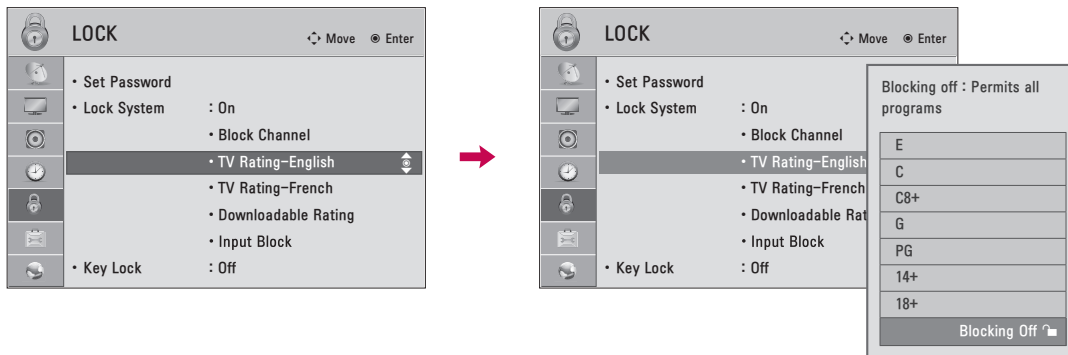 LOCK
Move Enter
• Set Password
• Lock System : On
• Block Channel
• TV Rating-English
• TV Rating-French
• Downloadable Rating
• Input Block
• Key Lock : Off
LOCK
Move Enter
• Set Password
• Lock System : On
• Block Channel
• TV Rating-English
• TV Rating-French
• Downloadable Rat
• Input Block
• Key Lock : Off
Blocking off : Permits all
programs
E
C
C8+
G
PG
14+
18+
Blocking Off